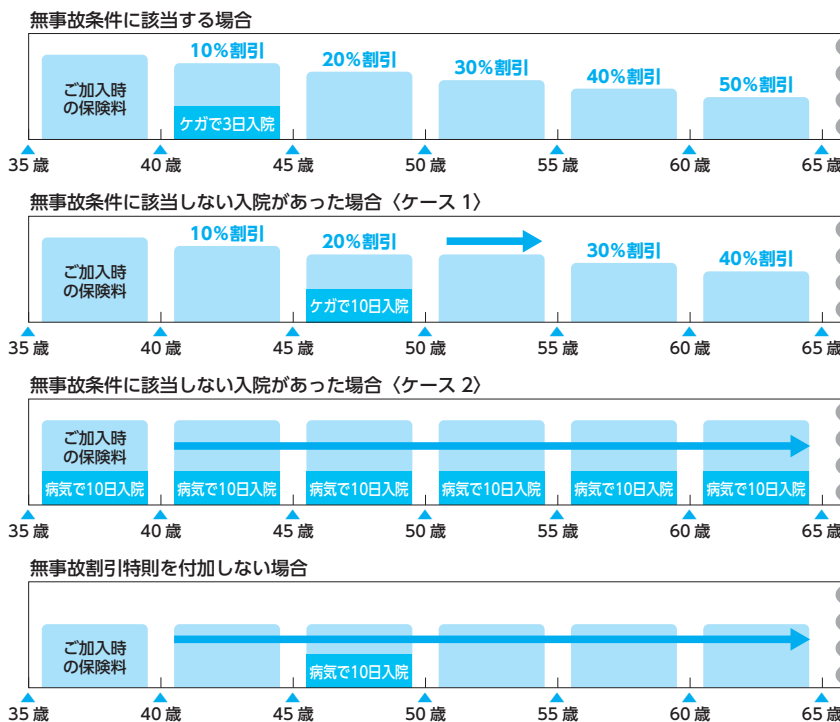 無事故条件に該当する場合
10%割引
20%割引
30%割引
40%割引
50%割引
ご加入時
の保険料
ケガで3日入院
35歳
40歳
45歳
50歳
55歳
60歳
65歳
無事故条件に該当しない入院があった場合〈ケース 1〉
10%割引
20%割引
30%割引
40%割引
ご加入時
の保険料
ケガで10日入院
35歳
40歳
45歳
50歳
55歳
60歳
65歳
無事故条件に該当しない入院があった場合〈ケース 2〉
ご加入時
の保険料
病気で10日入院
病気で10日入院
病気で10日入院
病気で10日入院
病気で10日入院
病気で10日入院
35歳
40歳
45歳
50歳
55歳
60歳
65歳
無事故割引特則を付加しない場合
ご加入時
の保険料
病気で10日入院
35歳
40歳
45歳
50歳
55歳
60歳
65歳